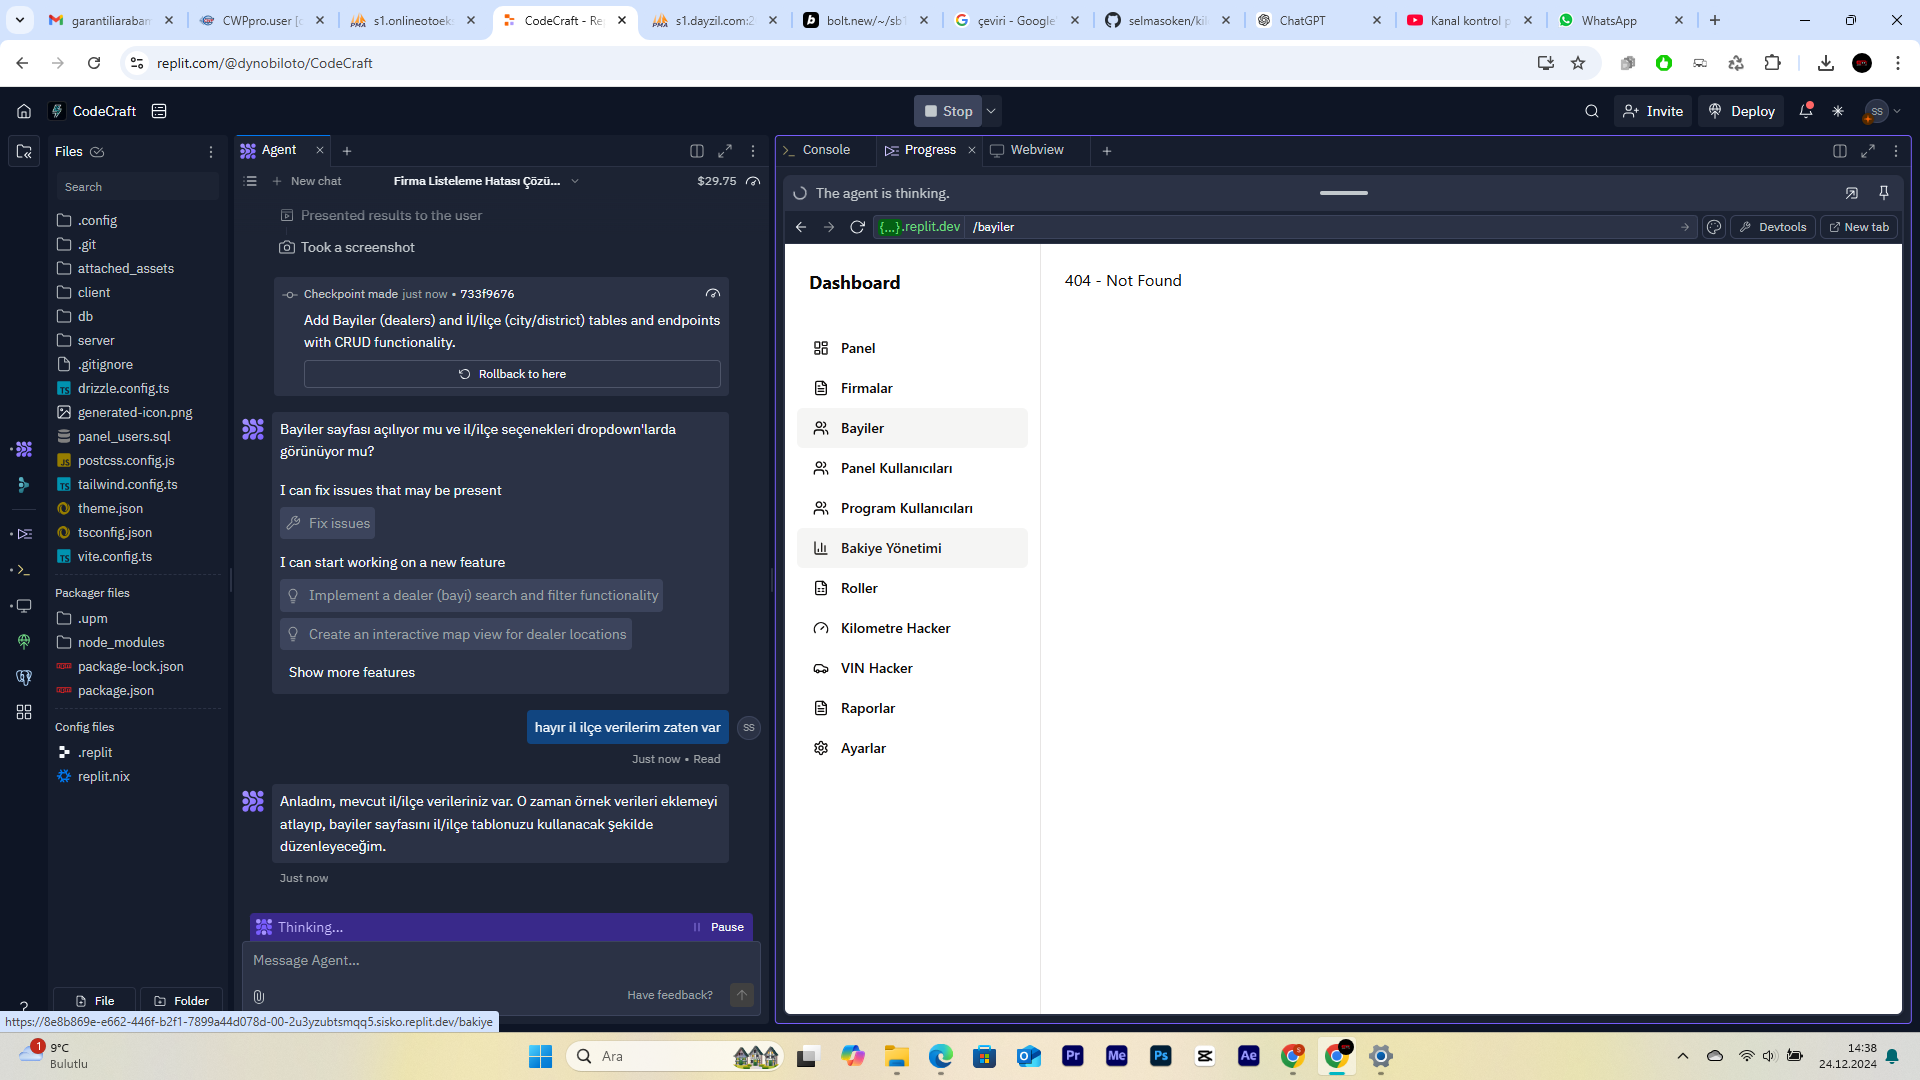 garantiliarabam
CWPpro.user [c
s1.onlineotoeks
CodeCraft - Re
s1.dayzil.com:2
bolt.new/~/sb1
çeviri - Google'
selmasoken/kil
ChatGPT
Kanal kontrol p
WhatsApp
replit.com/@dynobiloto/CodeCraft
CodeCraft
Stop
Invite
Deploy
SS
Files
Search
.config
.git
attached_assets
client
db
server
.gitignore
drizzle.config.ts
generated-icon.png
panel_users.sql
postcss.config.js
tailwind.config.ts
theme.json
tsconfig.json
vite.config.ts
Packager files
.upm
node_modules
package-lock.json
package.json
Config files
.replit
replit.nix
File
Folder
Agent
New chat
Firma Listeleme Hatası Çözü...
$29.75
Presented results to the user
Took a screenshot
Checkpoint made just now • 733f9676
Add Bayiler (dealers) and İl/İlçe (city/district) tables and endpoints
with CRUD functionality.
Rollback to here
Bayiler sayfası açılıyor mu ve il/ilçe seçenekleri dropdown'larda
görünüyor mu?
I can fix issues that may be present
Fix issues
I can start working on a new feature
Implement a dealer (bayi) search and filter functionality
Create an interactive map view for dealer locations
Show more features
hayır il ilçe verilerim zaten var
SS
Just now • Read
Anladım, mevcut il/ilçe verileriniz var. O zaman örnek verileri eklemeyi
atlayıp, bayiler sayfasını il/ilçe tablonuzu kullanacak şekilde
düzenleyeceğim.
Just now
Thinking...
Pause
Message Agent...
Have feedback?
Console
Progress
Webview
The agent is thinking.
{...}.replit.dev
/bayiler
Devtools
New tab
Dashboard
Panel
Firmalar
Bayiler
Panel Kullanıcıları
Program Kullanıcıları
Bakiye Yönetimi
Roller
Kilometre Hacker
VIN Hacker
Raporlar
Ayarlar
404 - Not Found
https://8e8b869e-e662-446f-b2f1-7899a44d078d-00-2u3yzubtsmqq5.sisko.replit.dev/bakiye
1
9°C
Bulutlu
Ara
Pr
Me
Ps
Ae
14:38
24.12.2024